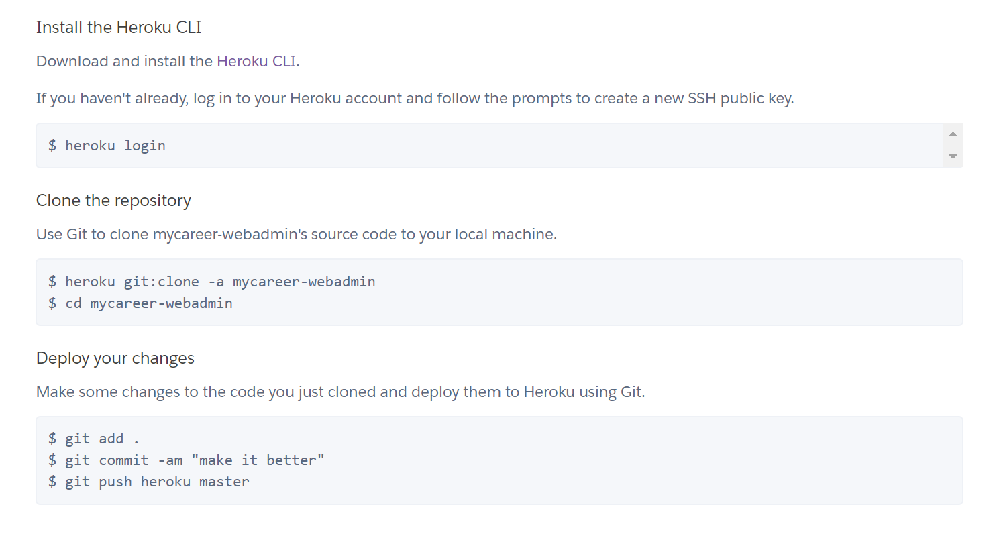 Install the Heroku CLI
Download and install the Heroku CLI.
If you haven't already, log in to your Heroku account and follow the prompts to create a new SSH public key.
$ heroku login
Clone the repository
Use Git to clone mycareer-webadmin's source code to your local machine.
$ heroku git:clone -a mycareer-webadmin
$ cd mycareer-webadmin
Deploy your changes
Make some changes to the code you just cloned and deploy them to Heroku using Git.
$ git add .
$ git commit -am "make it better"
$ git push heroku master